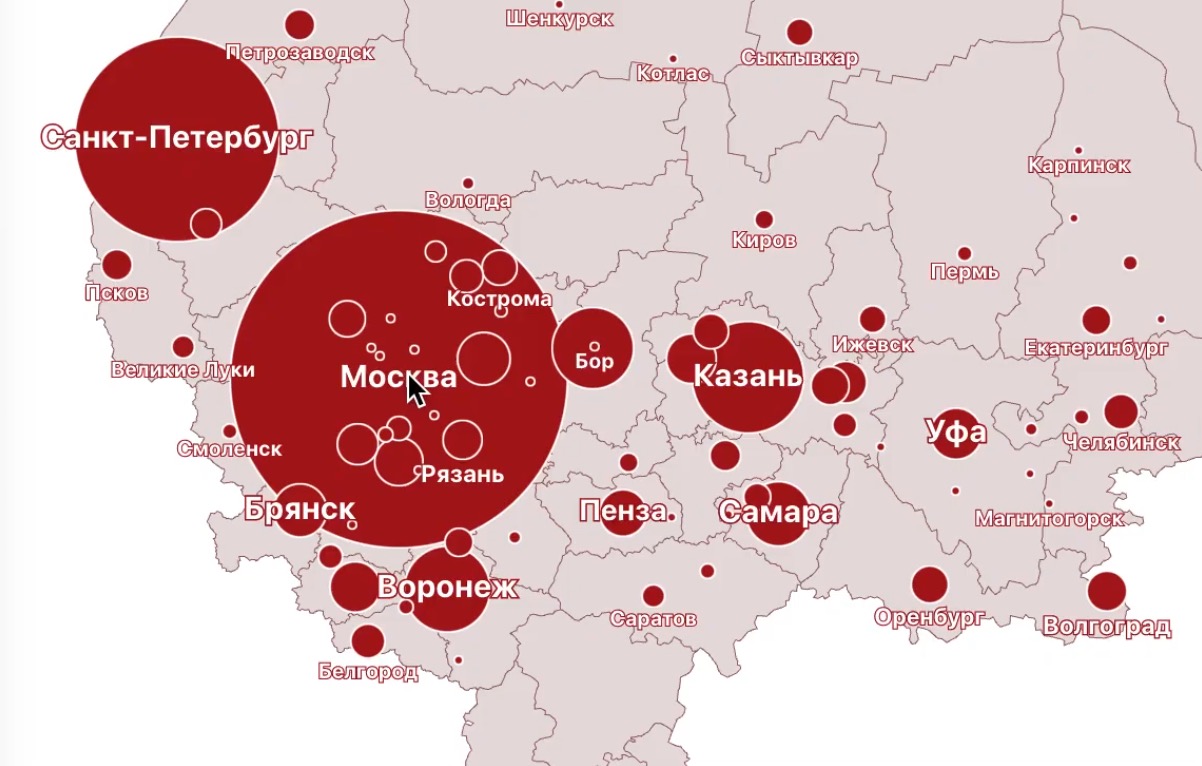 Шенкурск
Петрозаводск
Сыктывкар
Котлас
Санкт-Петербург
Карпинск
Вологда
Киров
Пермь
Псков
Кострома
Ижевск
Екатеринбург
Бор
Великие Луки
Москва
Казань
Уфа
Челябинск
Смоленск
Рязань
Брянск
Пенза
Самара
Магнитогорск
Воронеж
Саратов
Оренбург
Волгоград
Белгород